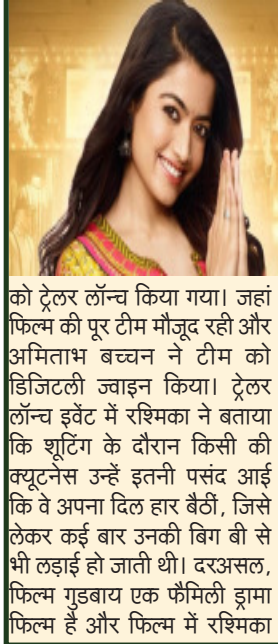 को ट्रेलर लॉन्च किया गया। जहां
फिल्म की पूर टीम मौजूद रही और
अमिताभ बच्चन ने टीम को
डिजिटली ज्वाइन किया। ट्रेलर
लॉन्च इवेंट में रश्मिका ने बताया
कि शूटिंग के दौरान किसी की
क्यूटनेस उन्हें इतनी पसंद आई
कि वे अपना दिल हार बैठीं, जिसे
लेकर कई बार उनकी बिग बी से
भी लड़ाई हो जाती थी। दरअसल,
फिल्म गुडबाय एक फैमिली ड्रामा
फिल्म है और फिल्म में रश्मिका